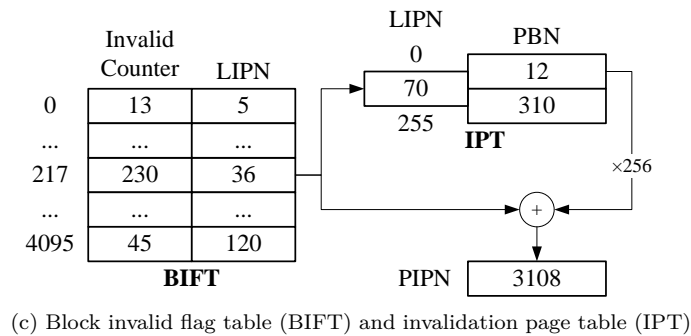 Invalid Counter LIPN
0 13 5
... ... ...
217 230 36
... ... ...
4095 45 120
BIFT
LIPN PBN
0 12
70
255 310
IPT
×256
+
PIPN 3108
(c) Block invalid flag table (BIFT) and invalidation page table (IPT)